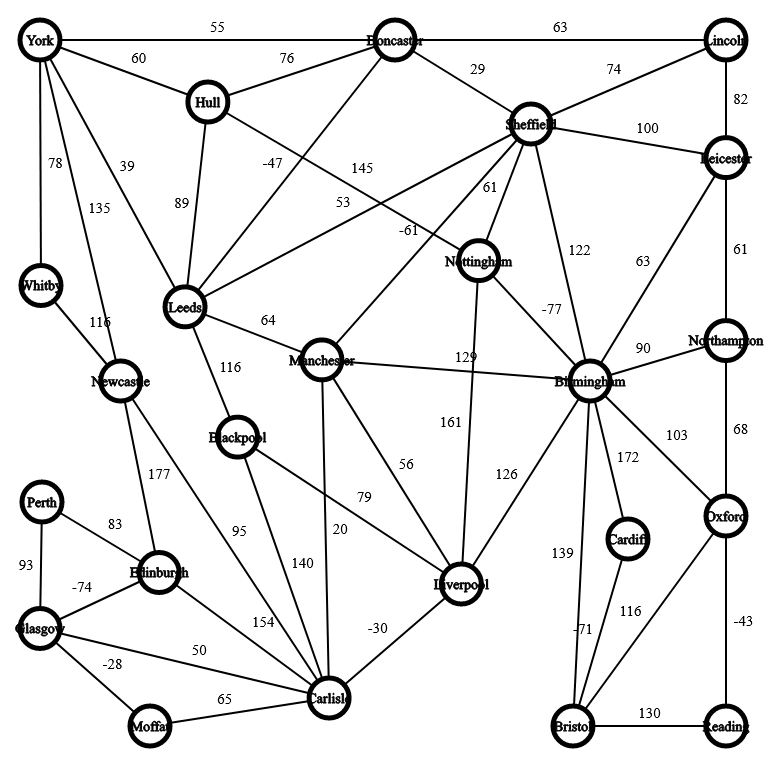 55
63
York
Doncaster
Lincoln
60
76
29
74
Hull
82
Sheffield
100
Leicester
78
39
-47
145
135
89
53
61
-61
122
63
61
Nottingham
Whitby
Leeds
116
64
-77
Northampton
90
Manchester
129
116
Newcastle
Birmingham
161
68
Blackpool
103
172
56
177
79
126
Perth
83
95
20
Oxford
Cardiff
93
139
140
Edinburgh
-74
Liverpool
154
116
Glasgow
-30
-71
-43
50
-28
65
Carlisle
130
Moffat
Bristol
Reading